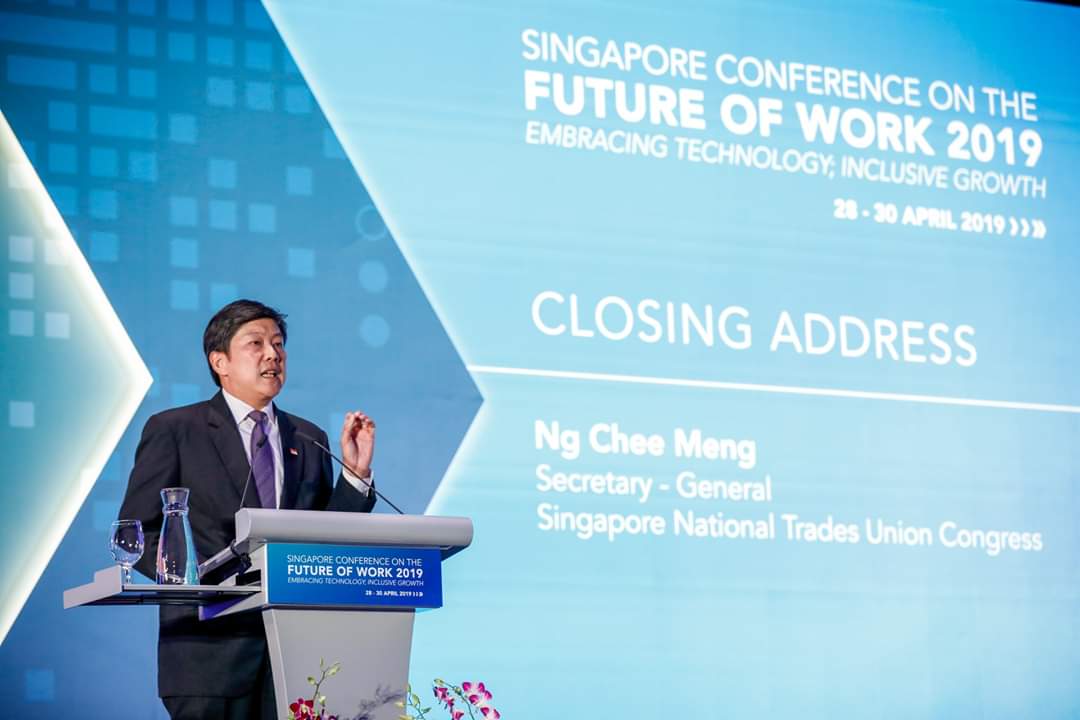 SINGAPORE CONFERENCE ON THE
FUTURE OF WORK 2019
EMBRACING TECHNOLOGY; INCLUSIVE GROWTH
28 - 30 APRIL 2019 >>>
CLOSING ADDRESS
Ng Chee Meng
Secretary - General
Singapore National Trades Union Congress
SINGAPORE CONFERENCE ON THE
FUTURE OF WORK 2019
EMBRACING TECHNOLOGY; INCLUSIVE GROWTH
28 - 30 APRIL 2019 >>>